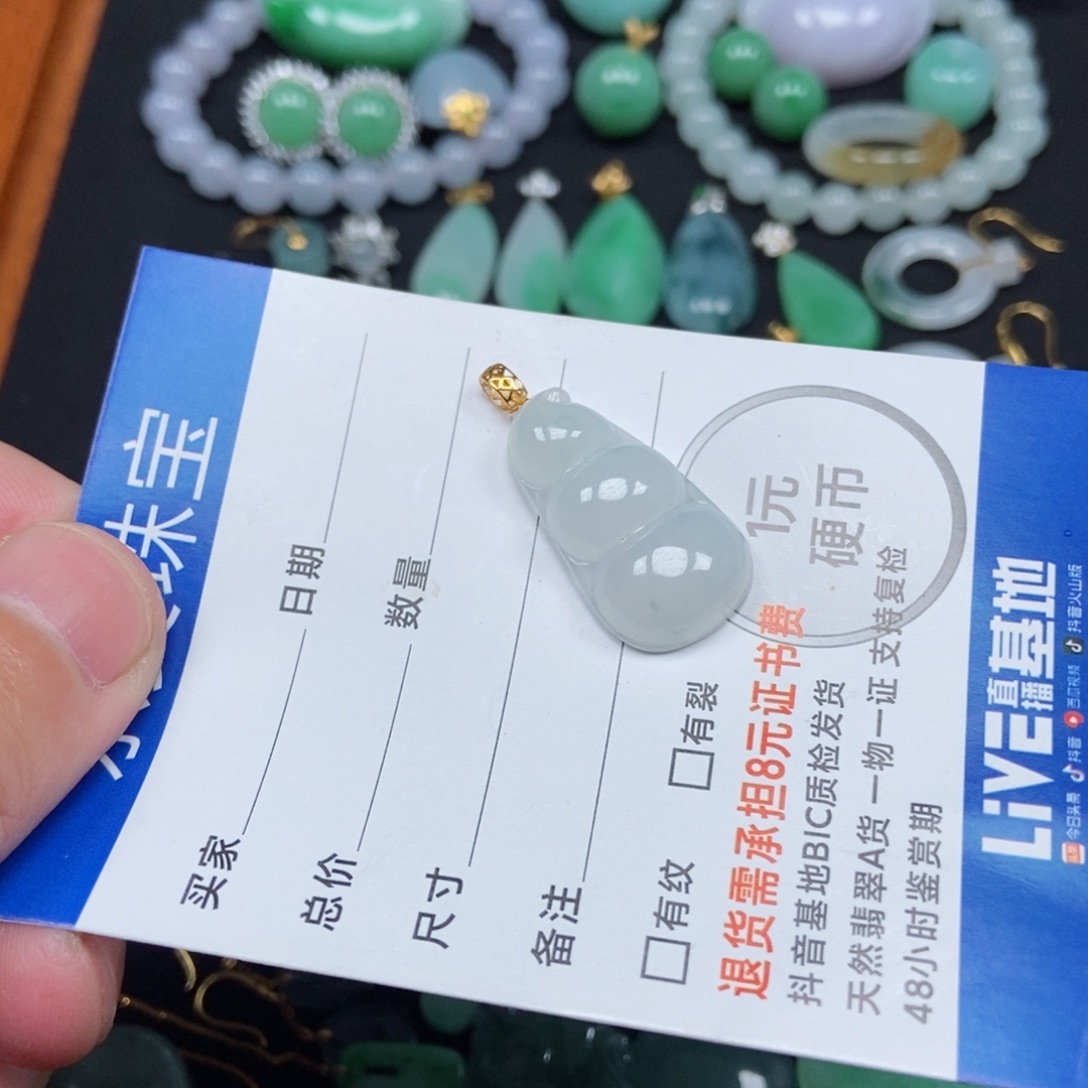 珠宝
买家 日期
总价 数量
尺寸
备注
□有纹 □有裂
1元
硬币
退货需承担8元证书费
抖音基地BIC质检发货
天然翡翠A货 一物一证 支持复检
48小时鉴赏期
LiVE直播基地
今日头条 抖音 西瓜视频 抖音火山版